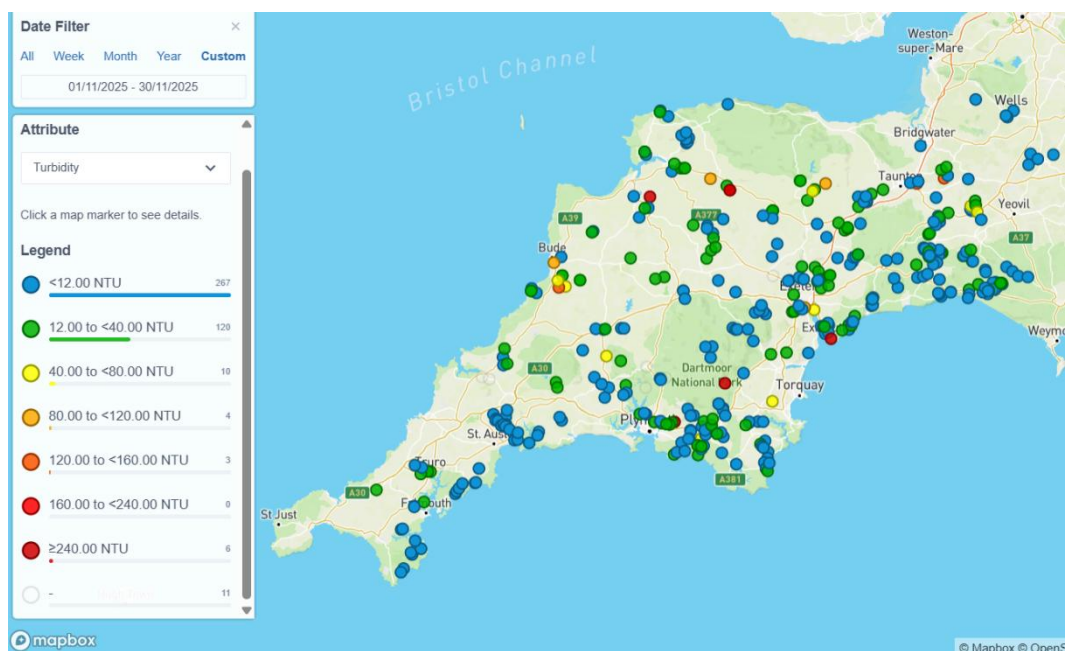 Date Filter ×
All Week Month Year Custom
01/11/2025 - 30/11/2025
Attribute
Turbidity
Click a map marker to see details.
Legend
<12.00 NTU 267
12.00 to <40.00 NTU 120
40.00 to <80.00 NTU 10
80.00 to <120.00 NTU 4
120.00 to <160.00 NTU 3
160.00 to <240.00 NTU 0
≥240.00 NTU 6
- 11
mapbox
Bristol Channel
Weston-
super-Mare
Wells
Bridgwater
Taunton
Yeovil
A39
A377
A37
Bude
Exeter
Weym
A30
Dartmoor
National Park
Torquay
Plymouth
St. Aus
A381
Truro
A30
Falmouth
St Just
© Mapbox © OpenS